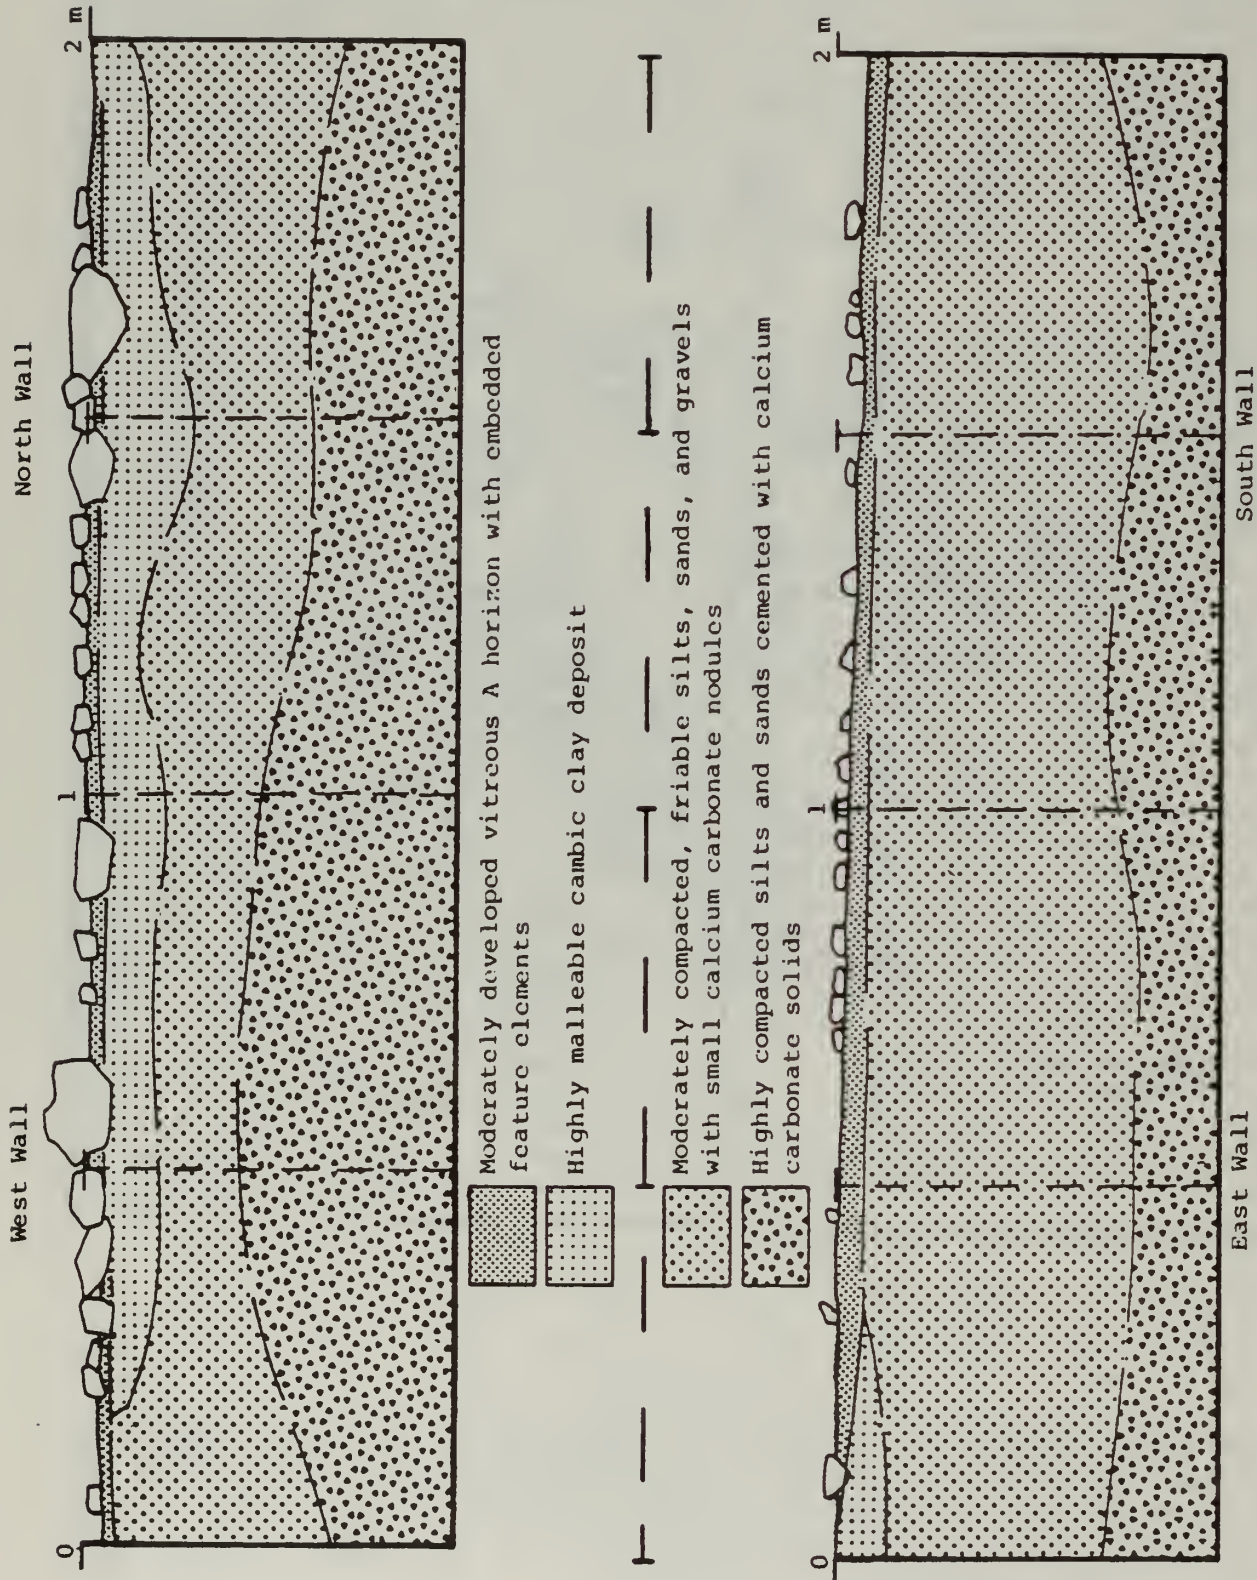 West Wall
North Wall
0
1
2 m
Moderately developed vitreous A horizon with embedded
feature elements
Highly malleable cambic clay deposit
Moderately compacted, friable silts, sands, and gravels
with small calcium carbonate nodules
Highly compacted silts and sands cemented with calcium
carbonate solids
0
1
2 m
East Wall
South Wall